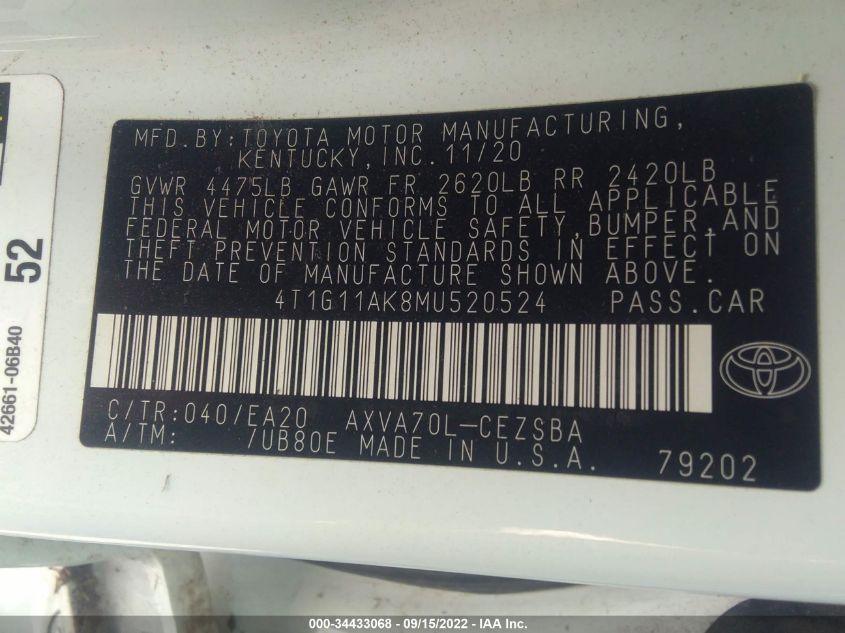 MFD.BY:TOYOTA MOTOR MANUFACTURING,
KENTUCKY, INC. 11/20
GVWR 4475LB GAWR FR 2620LB RR 2420LB
THIS VEHICLE CONFORMS TO ALL APPLICABLE
FEDERAL MOTOR VEHICLE SAFETY, BUMPER, AND
THEFT PREVENTION STANDARDS IN EFFECT ON
THE DATE OF MANUFACTURE SHOWN ABOVE.
4T1G11AK8MU520524 PASS.CAR
C/TR:040/EA20 AXVA70L-CEZSBA
A/TM: /UB80E MADE IN U.S.A. 79202
52
42661-06B40
000-34433068 - 09/15/2022 - IAA Inc.